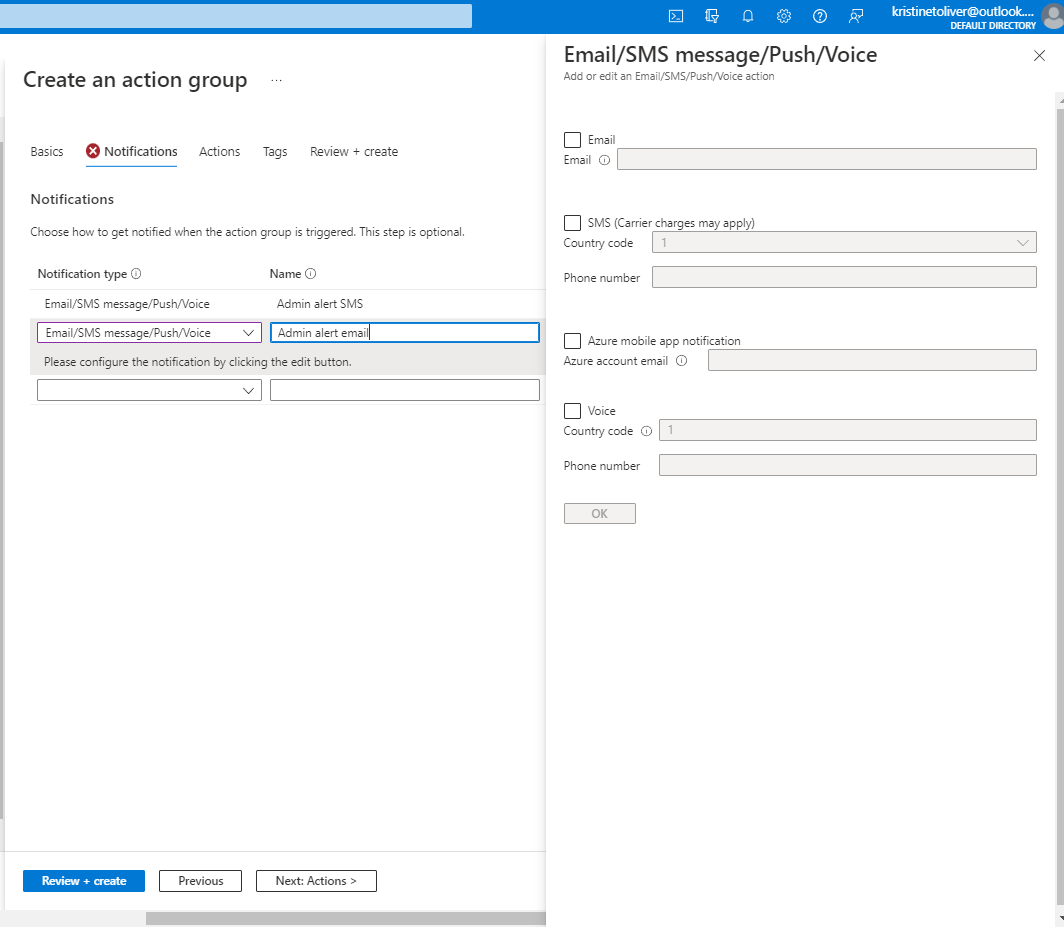 kristinetoliver@outlook....
DEFAULT DIRECTORY
Create an action group ...
Basics Notifications Actions Tags Review + create
Notifications
Choose how to get notified when the action group is triggered. This step is optional.
Notification type Name
Email/SMS message/Push/Voice Admin alert SMS
Email/SMS message/Push/Voice Admin alert email
Please configure the notification by clicking the edit button.
Review + create Previous Next: Actions >
Email/SMS message/Push/Voice
Add or edit an Email/SMS/Push/Voice action
Email
Email
SMS (Carrier charges may apply)
Country code 1
Phone number
Azure mobile app notification
Azure account email
Voice
Country code 1
Phone number
OK